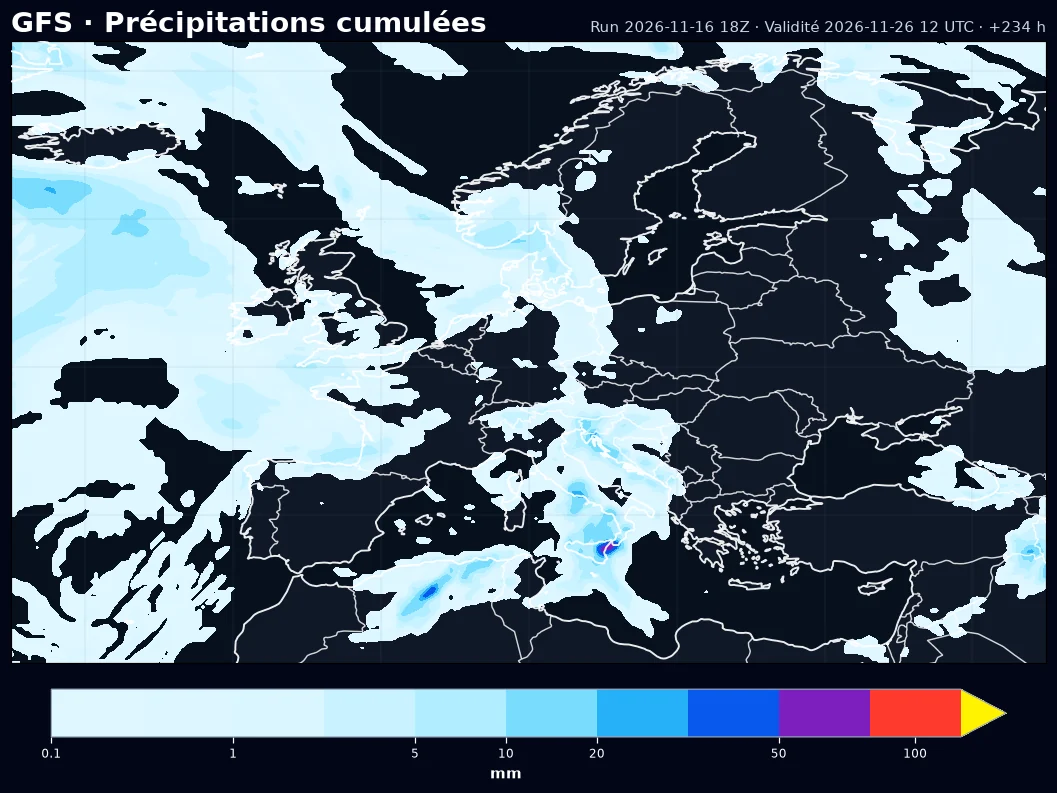 GFS · Précipitations cumulées
Run 2026-11-16 18Z · Validité 2026-11-26 12 UTC · +234 h
0.1 1 5 10 20 50 100
mm